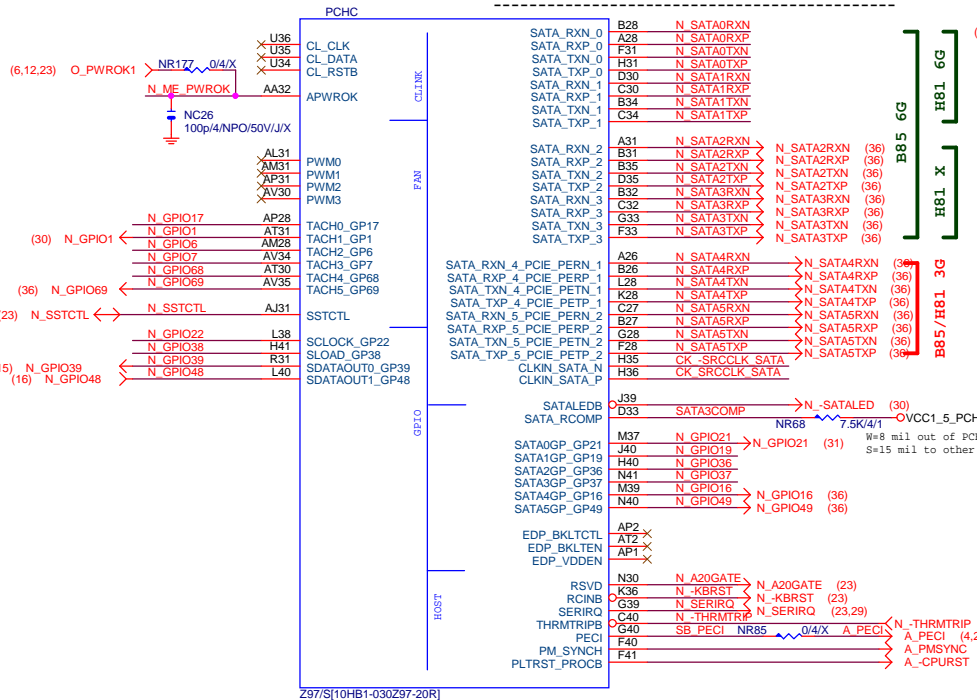 PCHC
U36 CL_CLK
U35 CL_DATA
U34 CL_RSTB
(6,12,23) O_PWROK1 NR177 0/4/X
N_ME_PWROK AA32 APWROK
NC26
100p/4/NPO/50V/J/X
CLINK
AL31 PWM0
AM31 PWM1
AP31 PWM2
AV30 PWM3
FAN
N_GPIO17 AP28 TACH0_GP17
(30) N_GPIO1 N_GPIO1 AT31 TACH1_GP1
N_GPIO6 AM28 TACH2_GP6
N_GPIO7 AV34 TACH3_GP7
N_GPIO68 AT30 TACH4_GP68
(36) N_GPIO69 N_GPIO69 AV35 TACH5_GP69
23) N_SSTCTL N_SSTCTL AJ31 SSTCTL
N_GPIO22 L38 SCLOCK_GP22
N_GPIO38 H41 SLOAD_GP38
5) N_GPIO39 N_GPIO39 R31 SDATAOUT0_GP39
(16) N_GPIO48 N_GPIO48 L40 SDATAOUT1_GP48
GPIO
HOST
SATA_RXN_0 B28 N_SATA0RXN
SATA_RXP_0 A28 N_SATA0RXP
SATA_TXN_0 F31 N_SATA0TXN
SATA_TXP_0 H31 N_SATA0TXP
SATA_RXN_1 D30 N_SATA1RXN
SATA_RXP_1 C30 N_SATA1RXP
SATA_TXN_1 B34 N_SATA1TXN
SATA_TXP_1 C34 N_SATA1TXP
SATA_RXN_2 A31 N_SATA2RXN N_SATA2RXN (36)
SATA_RXP_2 B31 N_SATA2RXP N_SATA2RXP (36)
SATA_TXN_2 B35 N_SATA2TXN N_SATA2TXN (36)
SATA_TXP_2 D35 N_SATA2TXP N_SATA2TXP (36)
SATA_RXN_3 B32 N_SATA3RXN N_SATA3RXN (36)
SATA_RXP_3 C32 N_SATA3RXP N_SATA3RXP (36)
SATA_TXN_3 G33 N_SATA3TXN N_SATA3TXN (36)
SATA_TXP_3 F33 N_SATA3TXP N_SATA3TXP (36)
B85 6G
H81 6G
H81 X
SATA_RXN_4_PCIE_PERN_1 A26 N_SATA4RXN N_SATA4RXN (36)
SATA_RXP_4_PCIE_PERP_1 B26 N_SATA4RXP N_SATA4RXP (36)
SATA_TXN_4_PCIE_PETN_1 L28 N_SATA4TXN N_SATA4TXN (36)
SATA_TXP_4_PCIE_PETP_1 K28 N_SATA4TXP N_SATA4TXP (36)
SATA_RXN_5_PCIE_PERN_2 C27 N_SATA5RXN N_SATA5RXN (36)
SATA_RXP_5_PCIE_PERP_2 B27 N_SATA5RXP N_SATA5RXP (36)
SATA_TXN_5_PCIE_PETN_2 G28 N_SATA5TXN N_SATA5TXN (36)
SATA_TXP_5_PCIE_PETP_2 F28 N_SATA5TXP N_SATA5TXP (36)
B85/H81 3G
CLKIN_SATA_N H35 CK_-SRCCLK_SATA
CLKIN_SATA_P H36 CK_SRCCLK_SATA
SATALEDB J39 N_-SATALED (30)
SATA_RCOMP D33 SATA3COMP NR68 7.5K/4/1 VCC1_5_PCH
W=8 mil out of PC
S=15 mil to other
SATA0GP_GP21 M37 N_GPIO21 N_GPIO21 (31)
SATA1GP_GP19 J40 N_GPIO19
SATA2GP_GP36 H40 N_GPIO36
SATA3GP_GP37 N41 N_GPIO37
SATA4GP_GP16 M39 N_GPIO16 N_GPIO16 (36)
SATA5GP_GP49 N40 N_GPIO49 N_GPIO49 (36)
EDP_BKLTCTL AP2
EDP_BKLTEN AT2
EDP_VDDEN AP1
RSVD N30 N_A20GATE N_A20GATE (23)
RCINB K36 N_-KBRST N_-KBRST (23)
SERIRQ G39 N_SERIRQ N_SERIRQ (23,29)
THRMTRIPB C40 N_-THRMTRIP N_-THRMTRIP
PECI G40 SB_PECI NR85 0/4/X A_PECI A_PECI (4,2
PM_SYNCH F40 A_PMSYNC
PLTRST_PROCB F41 A_-CPURST
Z97/S[10HB1-030Z97-20R]